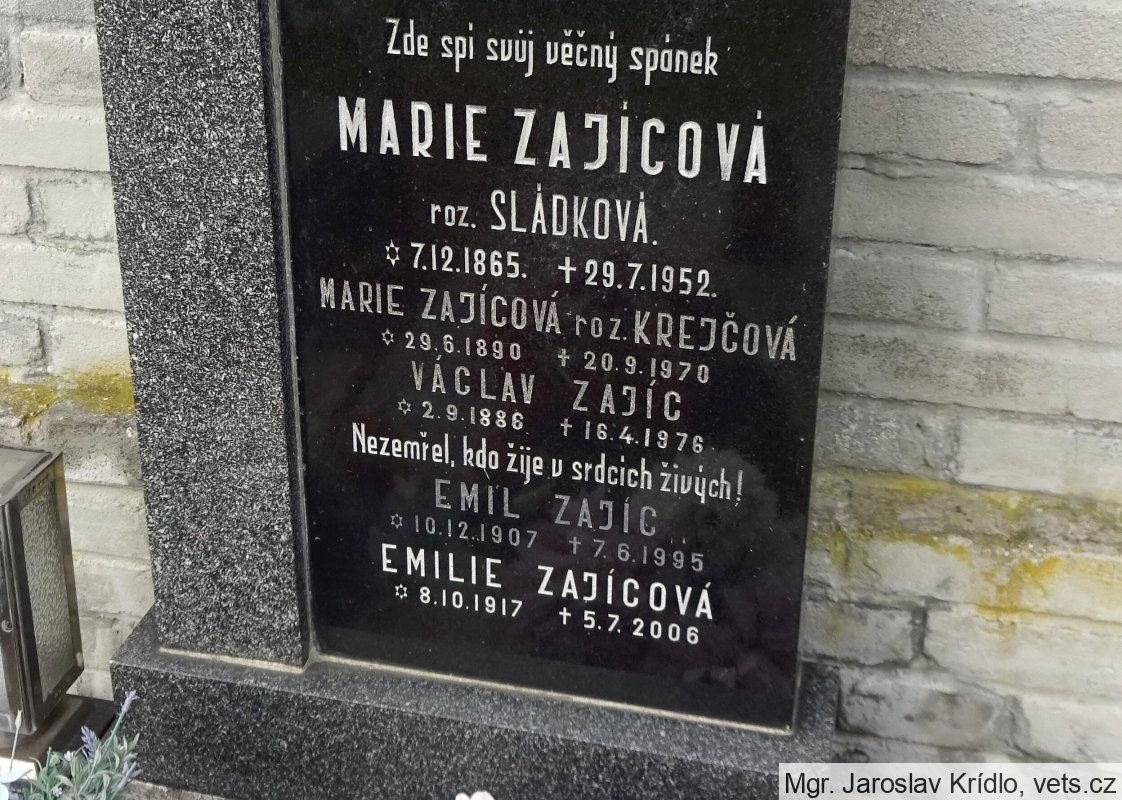 Zde spí svůj věčný spánek
MARIE ZAJÍCOVÁ
roz. SLÁDKOVÁ.
✡ 7.12.1865. ✝ 29.7.1952.
MARIE ZAJÍCOVÁ roz. KREJČOVÁ
✡ 29.6.1890 ✝ 20.9.1970
VÁCLAV ZAJÍC
✡ 2.9.1886 ✝ 16.4.1976
Nezemřel, kdo žije v srdcích živých!
EMIL ZAJÍC
✡ 10.12.1907 ✝ 7.6.1995
EMILIE ZAJÍCOVÁ
✡ 8.10.1917 ✝ 5.7.2006
Mgr. Jaroslav Krídlo, vets.cz